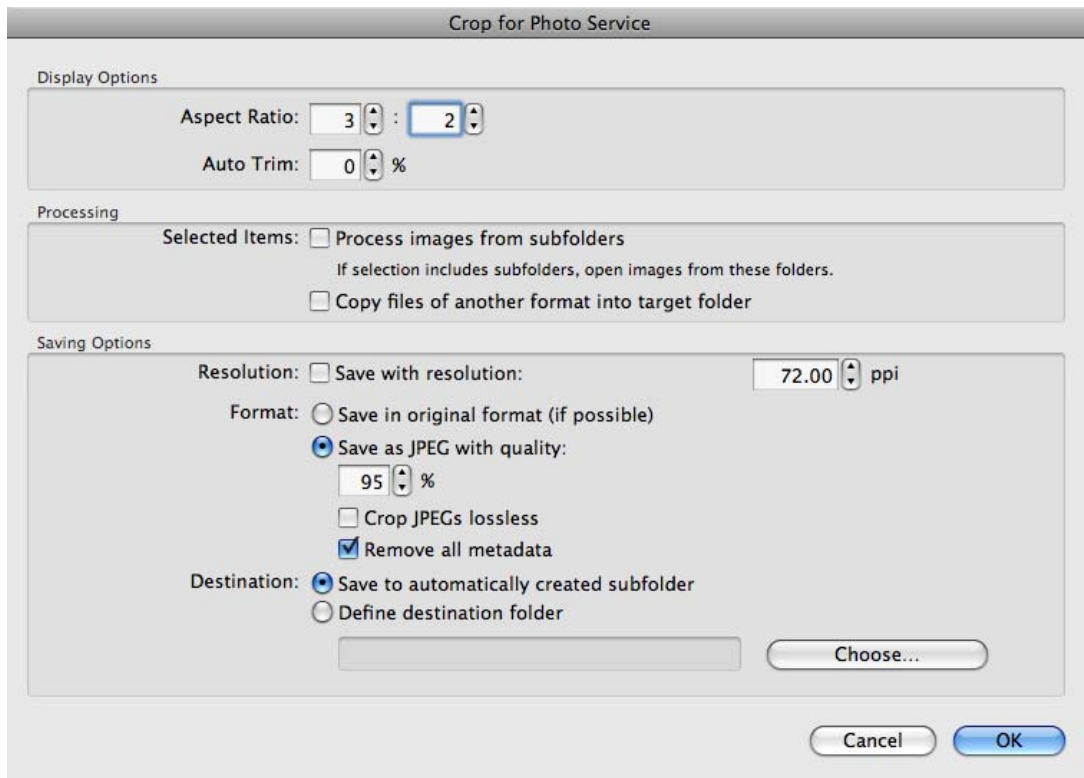 Crop for Photo Service
Display Options
Aspect Ratio: 3 : 2
Auto Trim: 0 %
Processing
Selected Items: Process images from subfolders
If selection includes subfolders, open images from these folders.
Copy files of another format into target folder
Saving Options
Resolution: Save with resolution: 72.00 ppi
Format: Save in original format (if possible)
Save as JPEG with quality:
95 %
Crop JPEGs lossless
Remove all metadata
Destination: Save to automatically created subfolder
Define destination folder
Choose...
Cancel OK